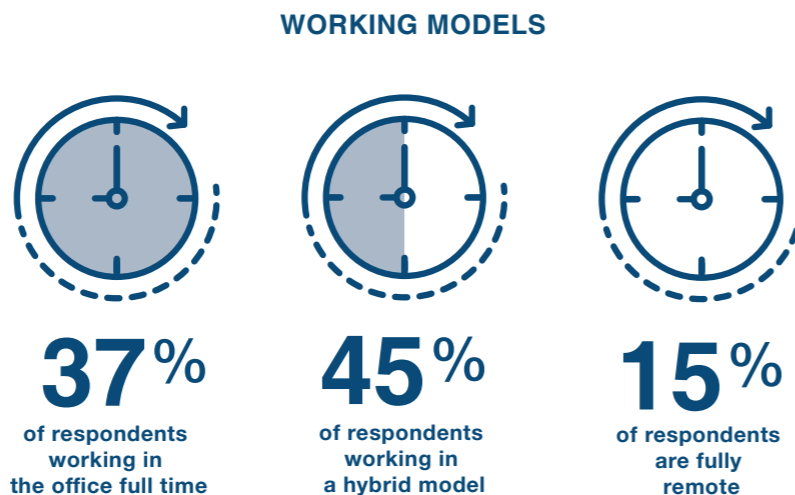 WORKING MODELS
37%
of respondents
working in
the office full time
45%
of respondents
working in
a hybrid model
15%
of respondents
are fully
remote